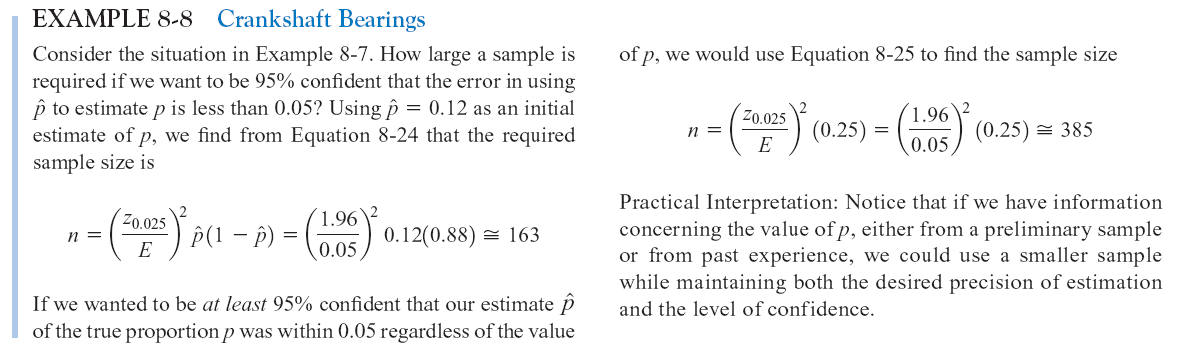 EXAMPLE 8-8 Crankshaft Bearings
Consider the situation in Example 8-7. How large a sample is
required if we want to be 95% confident that the error in using
p̂ to estimate p is less than 0.05? Using p̂ = 0.12 as an initial
estimate of p, we find from Equation 8-24 that the required
sample size is
n = (z0.025/E)² p̂(1 − p̂) = (1.96/0.05)² 0.12(0.88) ≅ 163
If we wanted to be at least 95% confident that our estimate p̂
of the true proportion p was within 0.05 regardless of the value
of p, we would use Equation 8-25 to find the sample size
n = (z0.025/E)² (0.25) = (1.96/0.05)² (0.25) ≅ 385
Practical Interpretation: Notice that if we have information
concerning the value of p, either from a preliminary sample
or from past experience, we could use a smaller sample
while maintaining both the desired precision of estimation
and the level of confidence.